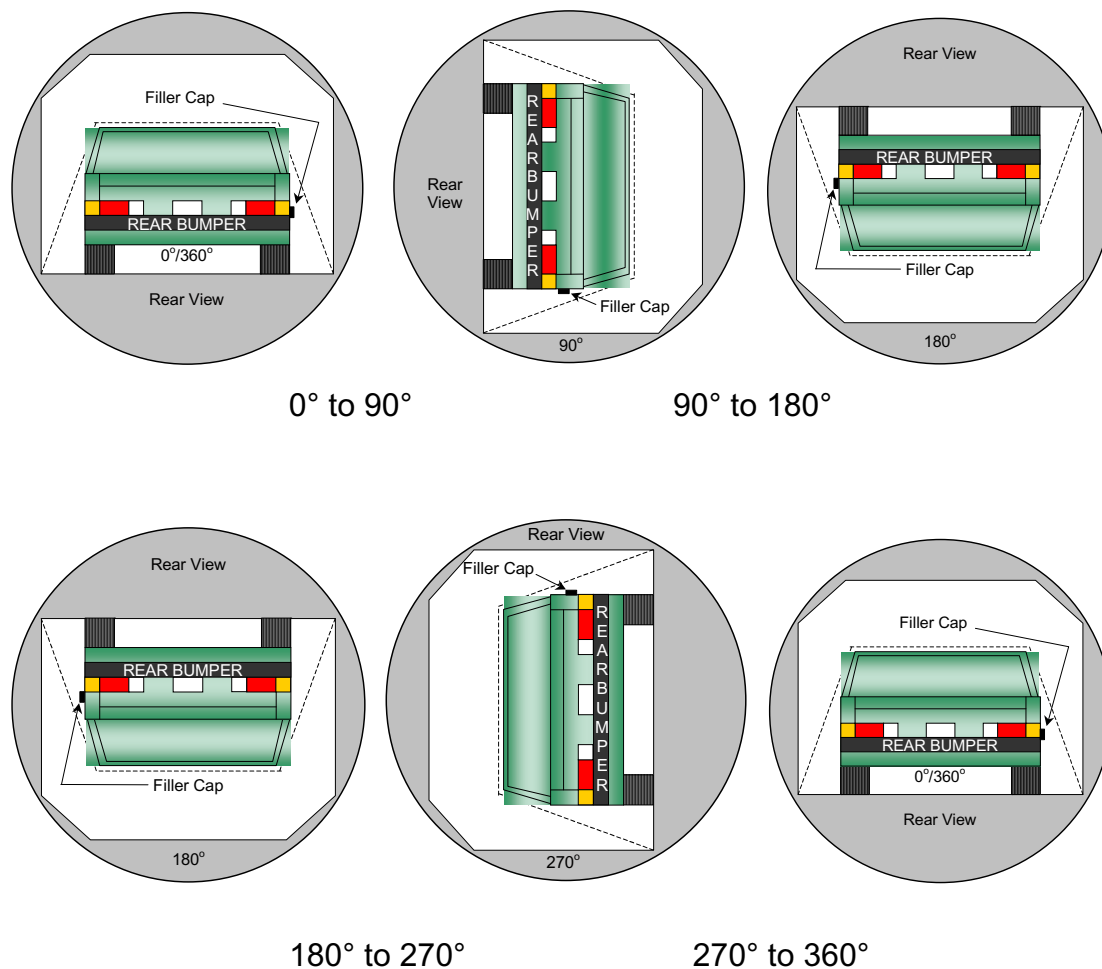 Filler Cap
REAR BUMPER
0°/360°
Rear View
Rear
View
REARBUMPER
Filler Cap
90°
Rear View
REAR BUMPER
Filler Cap
180°
0° to 90°
90° to 180°
Rear View
REAR BUMPER
Filler Cap
180°
Rear View
Filler Cap
REARBUMPER
270°
Filler Cap
REAR BUMPER
0°/360°
Rear View
180° to 270°
270° to 360°